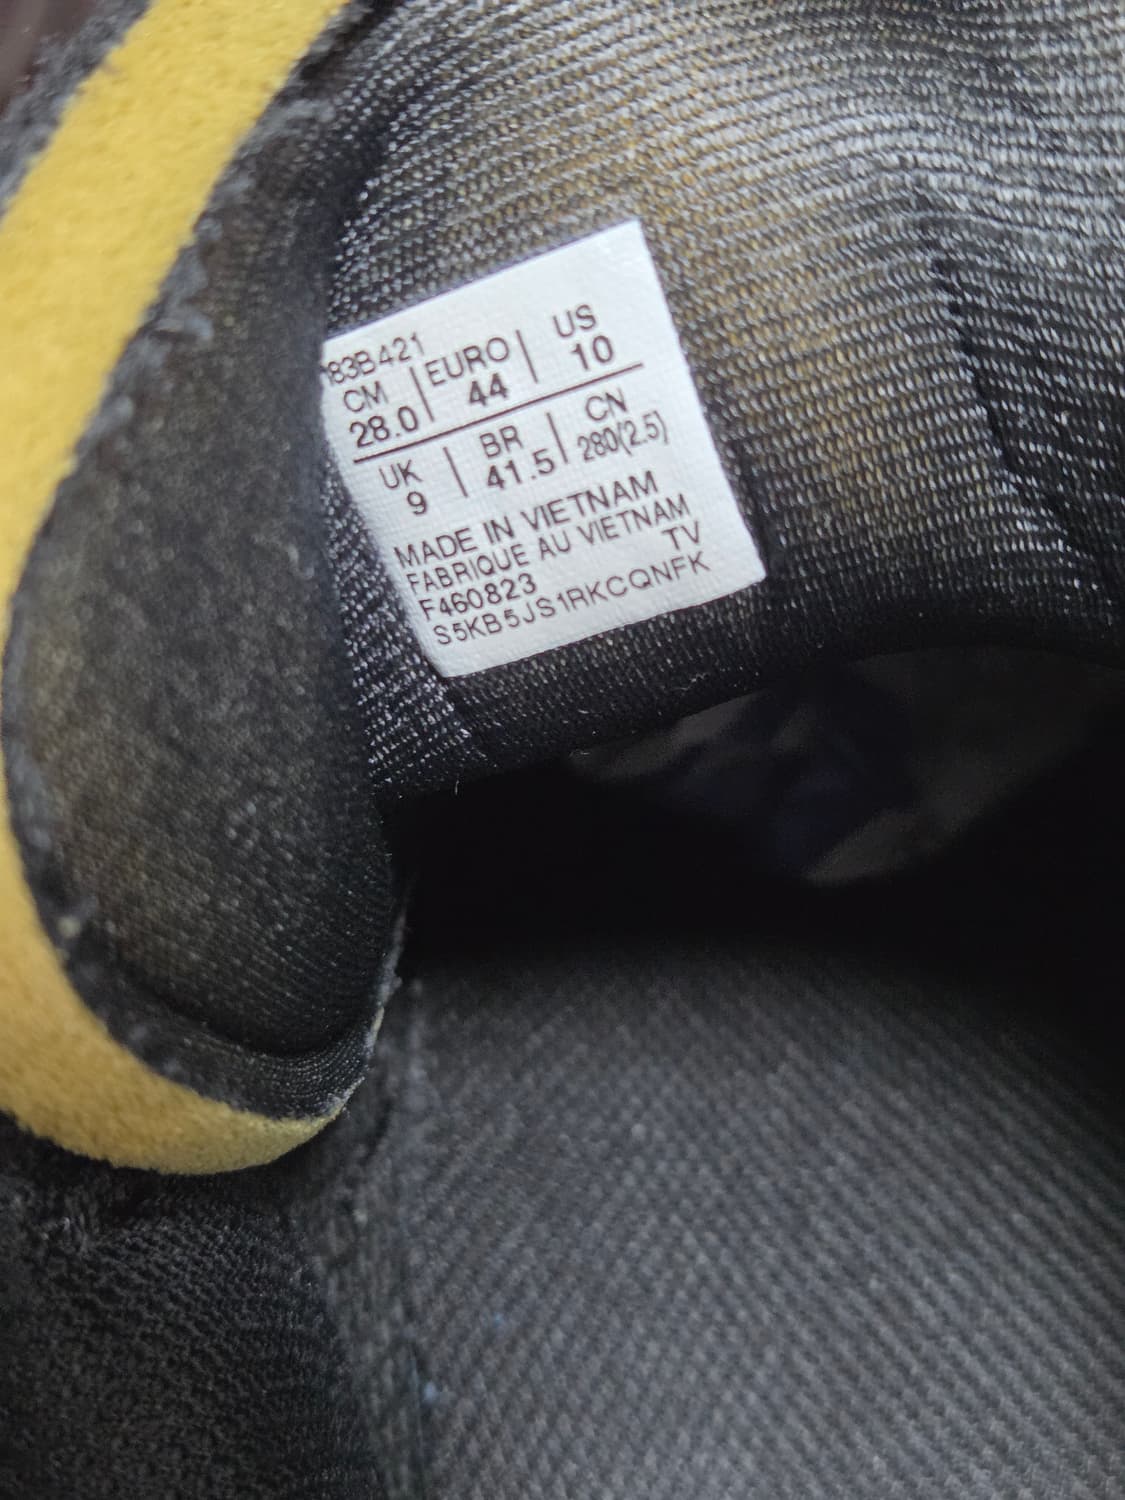 83B421
CM | EURO | US
28.0 | 44 | 10
UK | BR | CN
9 | 41.5 | 280(2.5)
MADE IN VIETNAM
FABRIQUE AU VIETNAM
F460823 TV
S5KB5JS1RKCQNFK